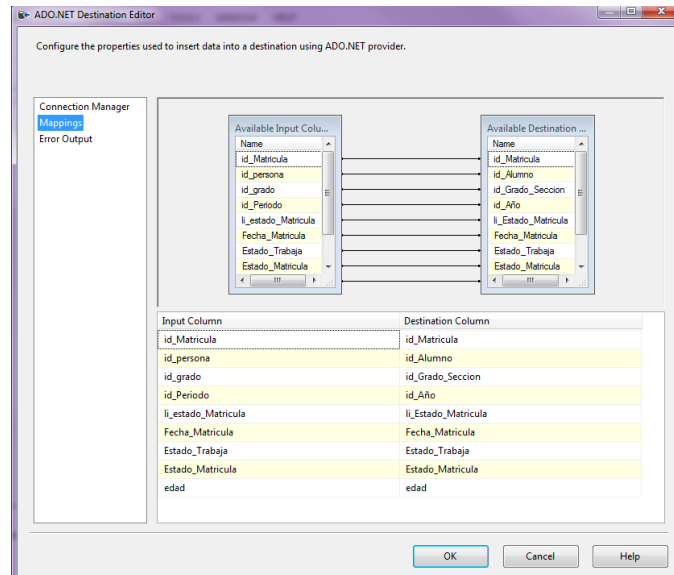 ADO.NET Destination Editor
Configure the properties used to insert data into a destination using ADO.NET provider.
Connection Manager
Mappings
Error Output
Available Input Colu...
Name
id_Matricula
id_persona
id_grado
id_Periodo
li_estado_Matricula
Fecha_Matricula
Estado_Trabaja
Estado_Matricula
Available Destination ...
Name
id_Matricula
id_Alumno
id_Grado_Seccion
id_Año
li_Estado_Matricula
Fecha_Matricula
Estado_Trabaja
Estado_Matricula
Input Column Destination Column
id_Matricula id_Matricula
id_persona id_Alumno
id_grado id_Grado_Seccion
id_Periodo id_Año
li_estado_Matricula li_Estado_Matricula
Fecha_Matricula Fecha_Matricula
Estado_Trabaja Estado_Trabaja
Estado_Matricula Estado_Matricula
edad edad
OK Cancel Help